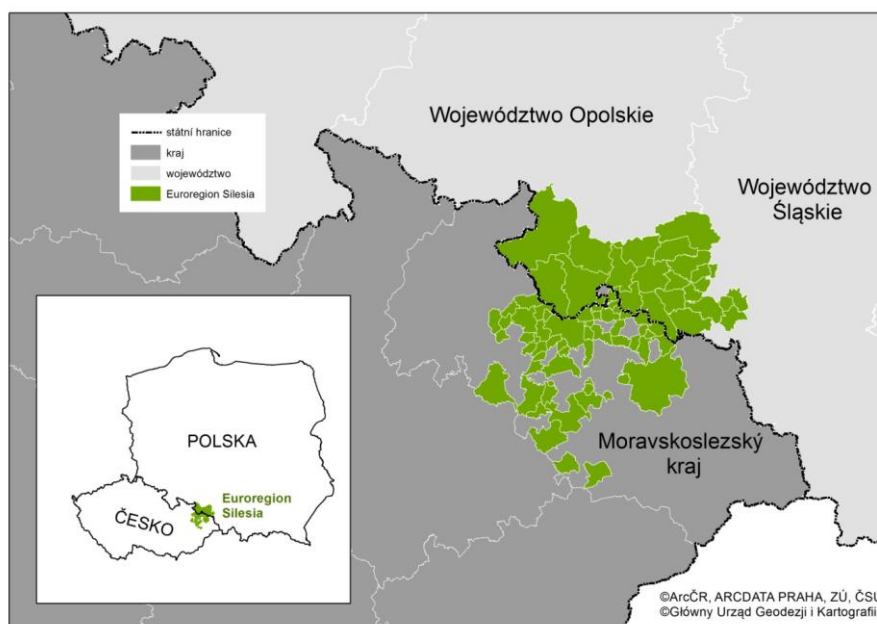 Województwo Opolskie
státní hranice
kraj
województwo
Euroregion Silesia
Województwo
Śląskie
POLSKA
Euroregion
Silesia
ČESKO
Moravskoslezský
kraj
©ArcČR, ARCDATA PRAHA, ZÚ, ČSÚ
©Główny Urząd Geodezji i Kartografii